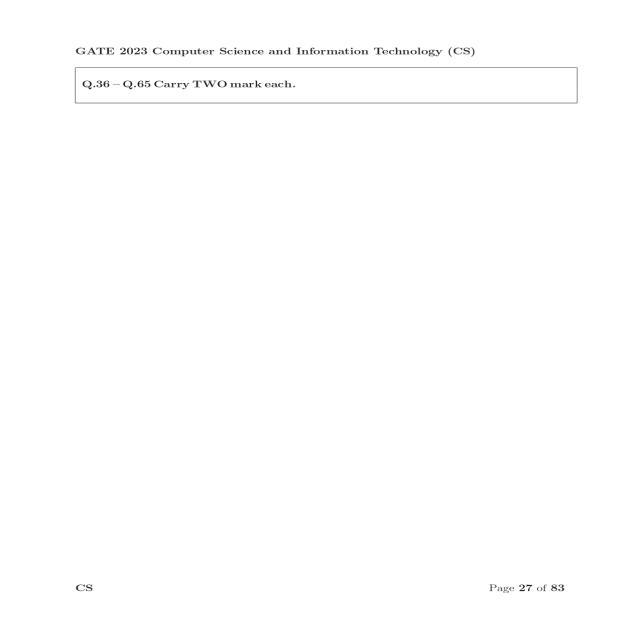 GATE 2023 Computer Science and Information Technology (CS)
Q.36 – Q.65 Carry TWO mark each.
CS
Page 27 of 83